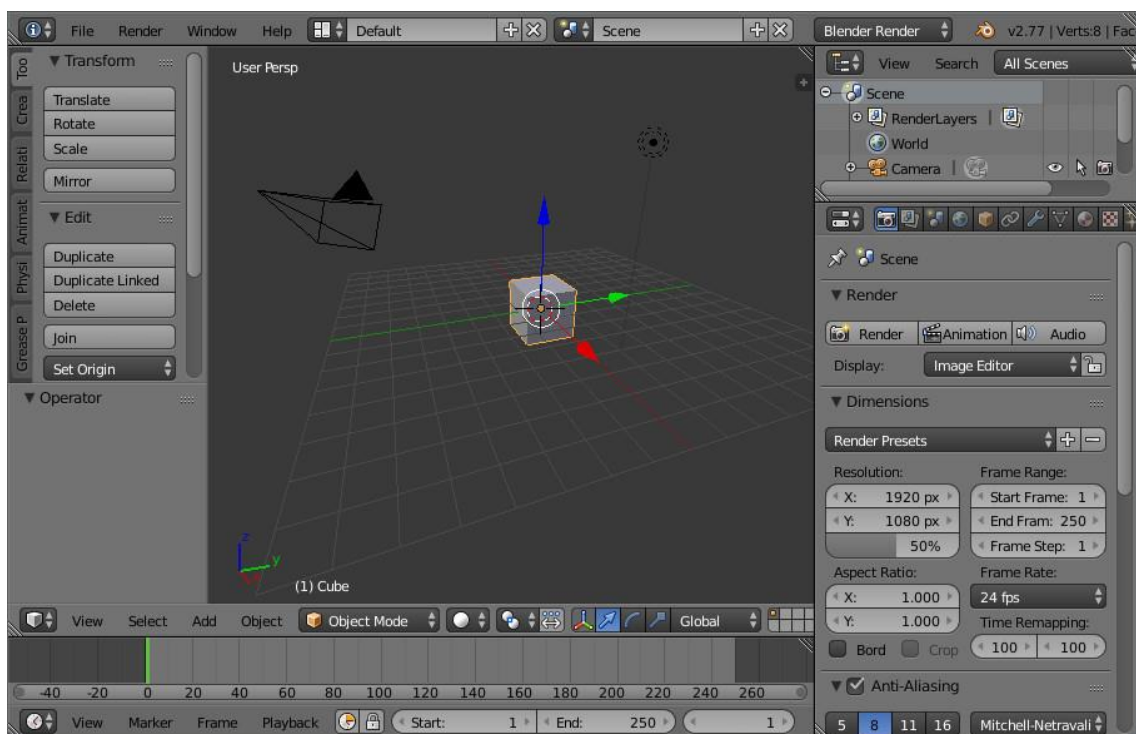 File Render Window Help Default Scene Blender Render v2.77 | Verts:8 | Fac
Too
Crea
Relati
Animat
Physi
Grease P
Transform
Translate
Rotate
Scale
Mirror
Edit
Duplicate
Duplicate Linked
Delete
Join
Set Origin
Operator
User Persp
z
y
(1) Cube
View Select Add Object Object Mode Global
-40 -20 0 20 40 60 80 100 120 140 160 180 200 220 240 260
View Marker Frame Playback Start: 1 End: 250 1
View Search All Scenes
Scene
RenderLayers |
World
Camera |
Scene
Render
Render Animation Audio
Display: Image Editor
Dimensions
Render Presets
Resolution: Frame Range:
X: 1920 px Start Frame: 1
Y: 1080 px End Fram: 250
50% Frame Step: 1
Aspect Ratio: Frame Rate:
X: 1.000 24 fps
Y: 1.000 Time Remapping:
Bord Crop 100 100
Anti-Aliasing
5 8 11 16 Mitchell-Netravali